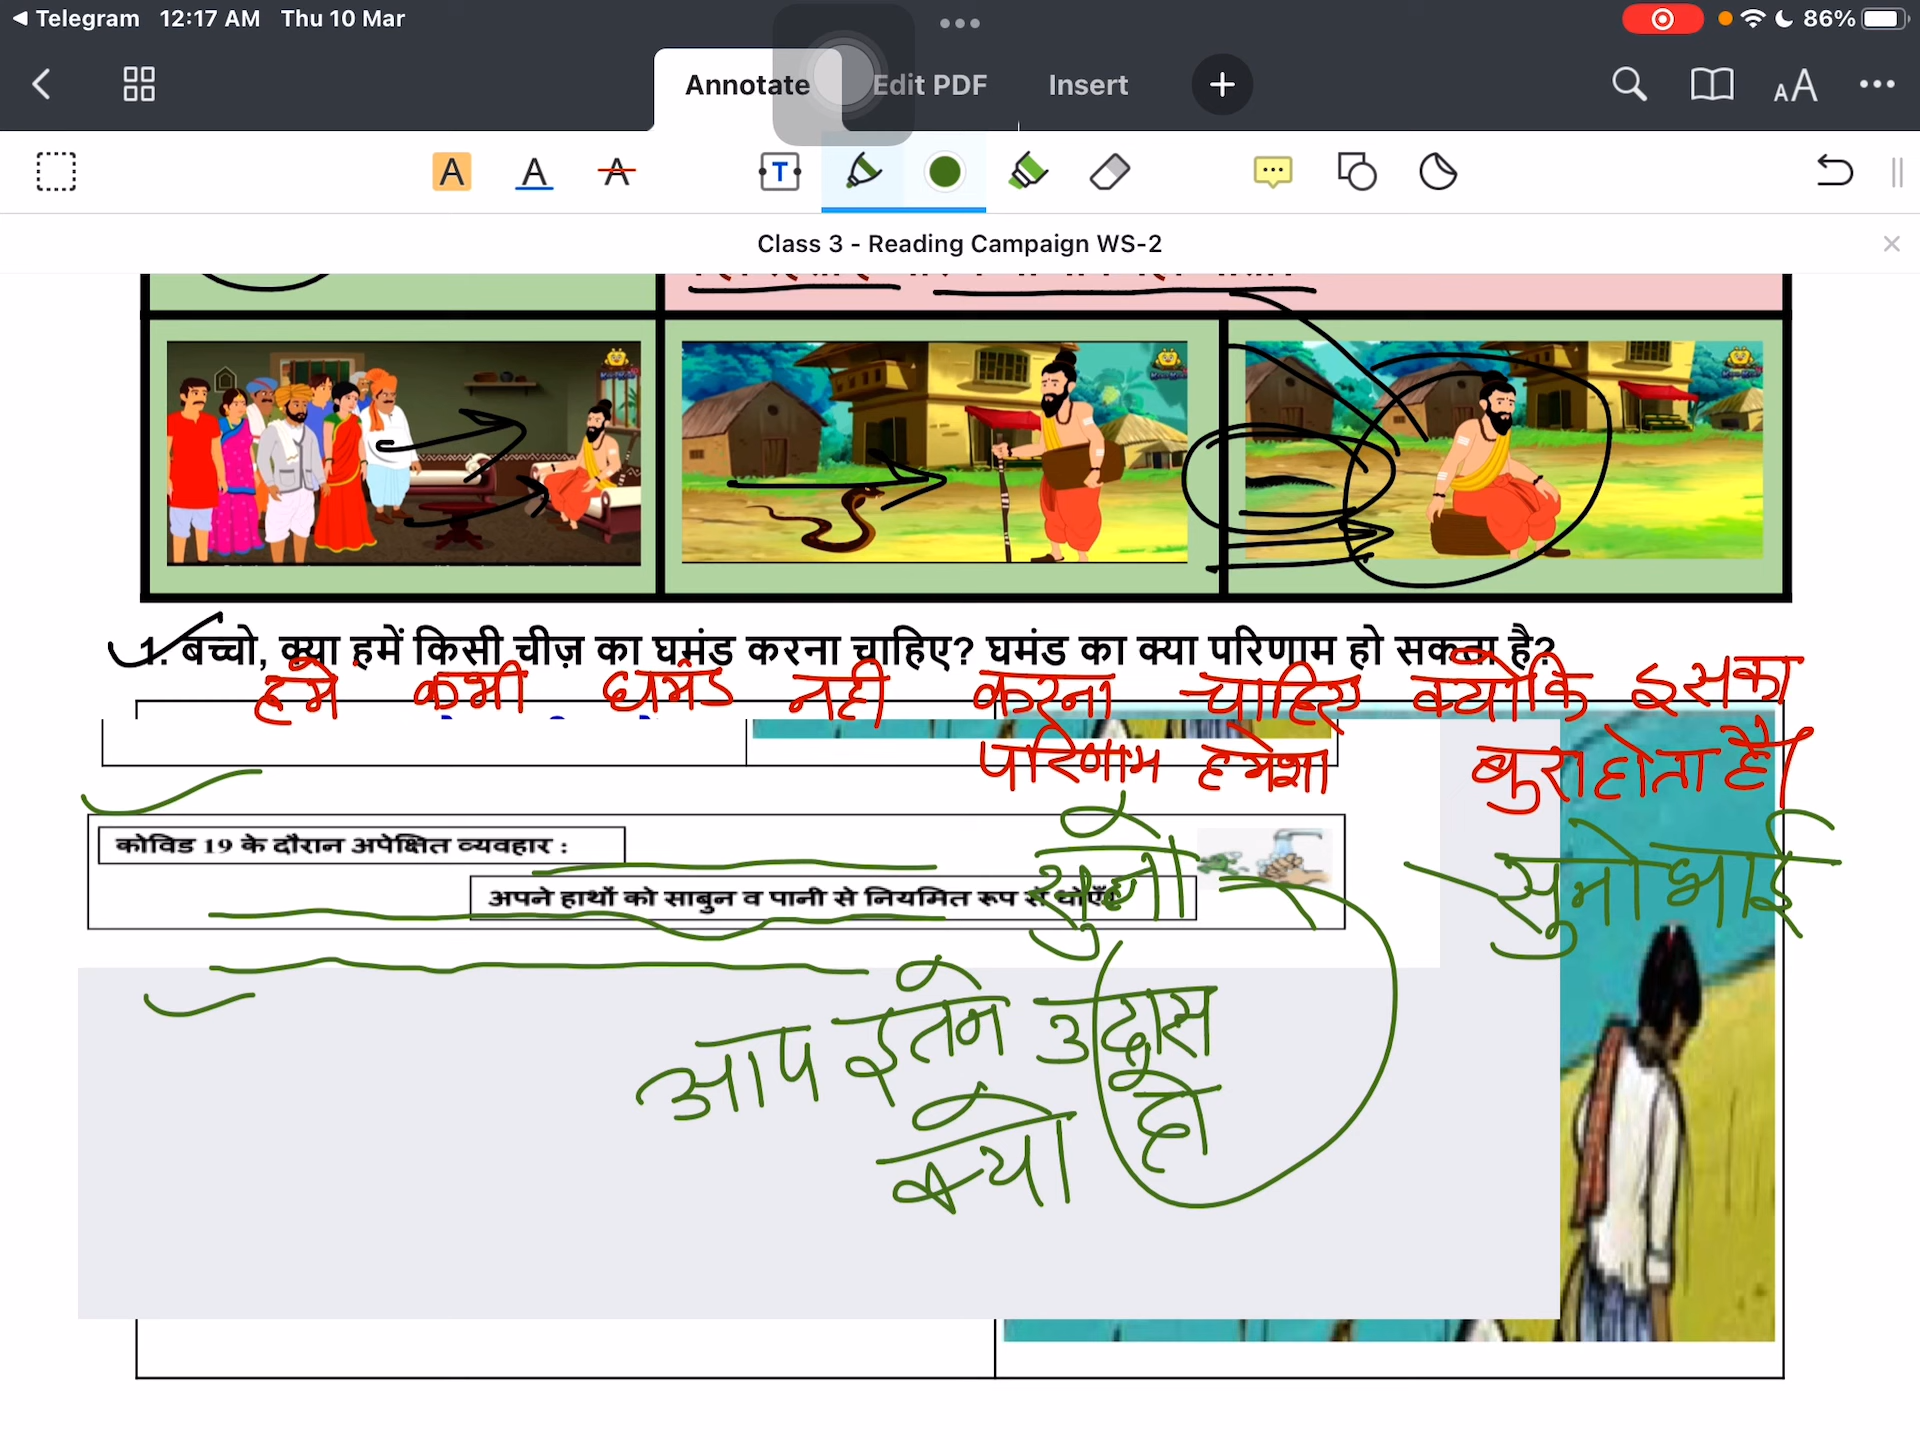 Telegram 12:17 AM Thu 10 Mar 86%
Annotate Edit PDF Insert
Class 3 - Reading Campaign WS-2
1. बच्चो, क्या हमें किसी चीज़ का घमंड करना चाहिए? घमंड का क्या परिणाम हो सकता है?
हमे कभी घमंड नही करना चाहिए क्योकि इसका
परिणाम हमेशा बुरा होता है।
कोविड 19 के दौरान अपेक्षित व्यवहार :
अपने हाथों को साबुन व पानी से नियमित रूप से धोएँ।
सुनो सुनो भाई
आप इतने उदास
क्यो हो